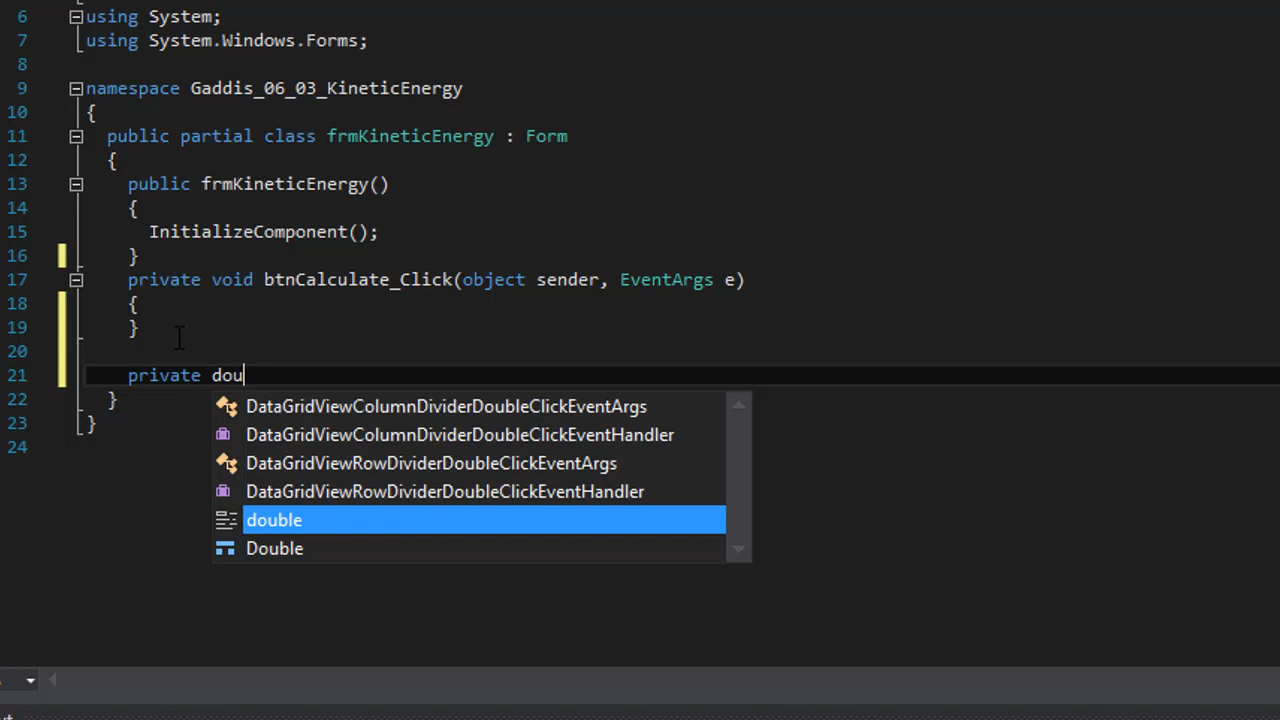 6 using System;
7 using System.Windows.Forms;
8
9 namespace Gaddis_06_03_KineticEnergy
10 {
11 public partial class frmKineticEnergy : Form
12 {
13 public frmKineticEnergy()
14 {
15 InitializeComponent();
16 }
17 private void btnCalculate_Click(object sender, EventArgs e)
18 {
19 }
20
21 private dou
22 }
23 }
24
DataGridViewColumnDividerDoubleClickEventArgs
DataGridViewColumnDividerDoubleClickEventHandler
DataGridViewRowDividerDoubleClickEventArgs
DataGridViewRowDividerDoubleClickEventHandler
double
Double